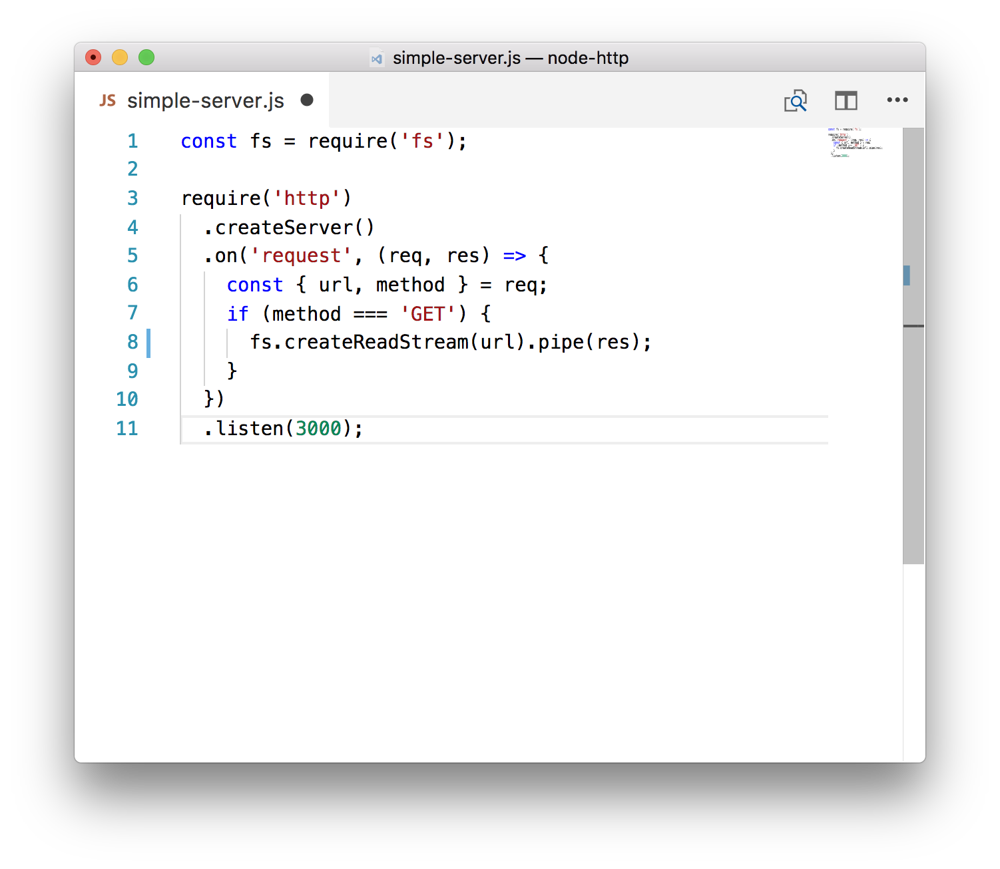 simple-server.js — node-http
JS simple-server.js
1 const fs = require('fs');
2
3 require('http')
4   .createServer()
5   .on('request', (req, res) => {
6     const { url, method } = req;
7     if (method === 'GET') {
8       fs.createReadStream(url).pipe(res);
9     }
10   })
11   .listen(3000);